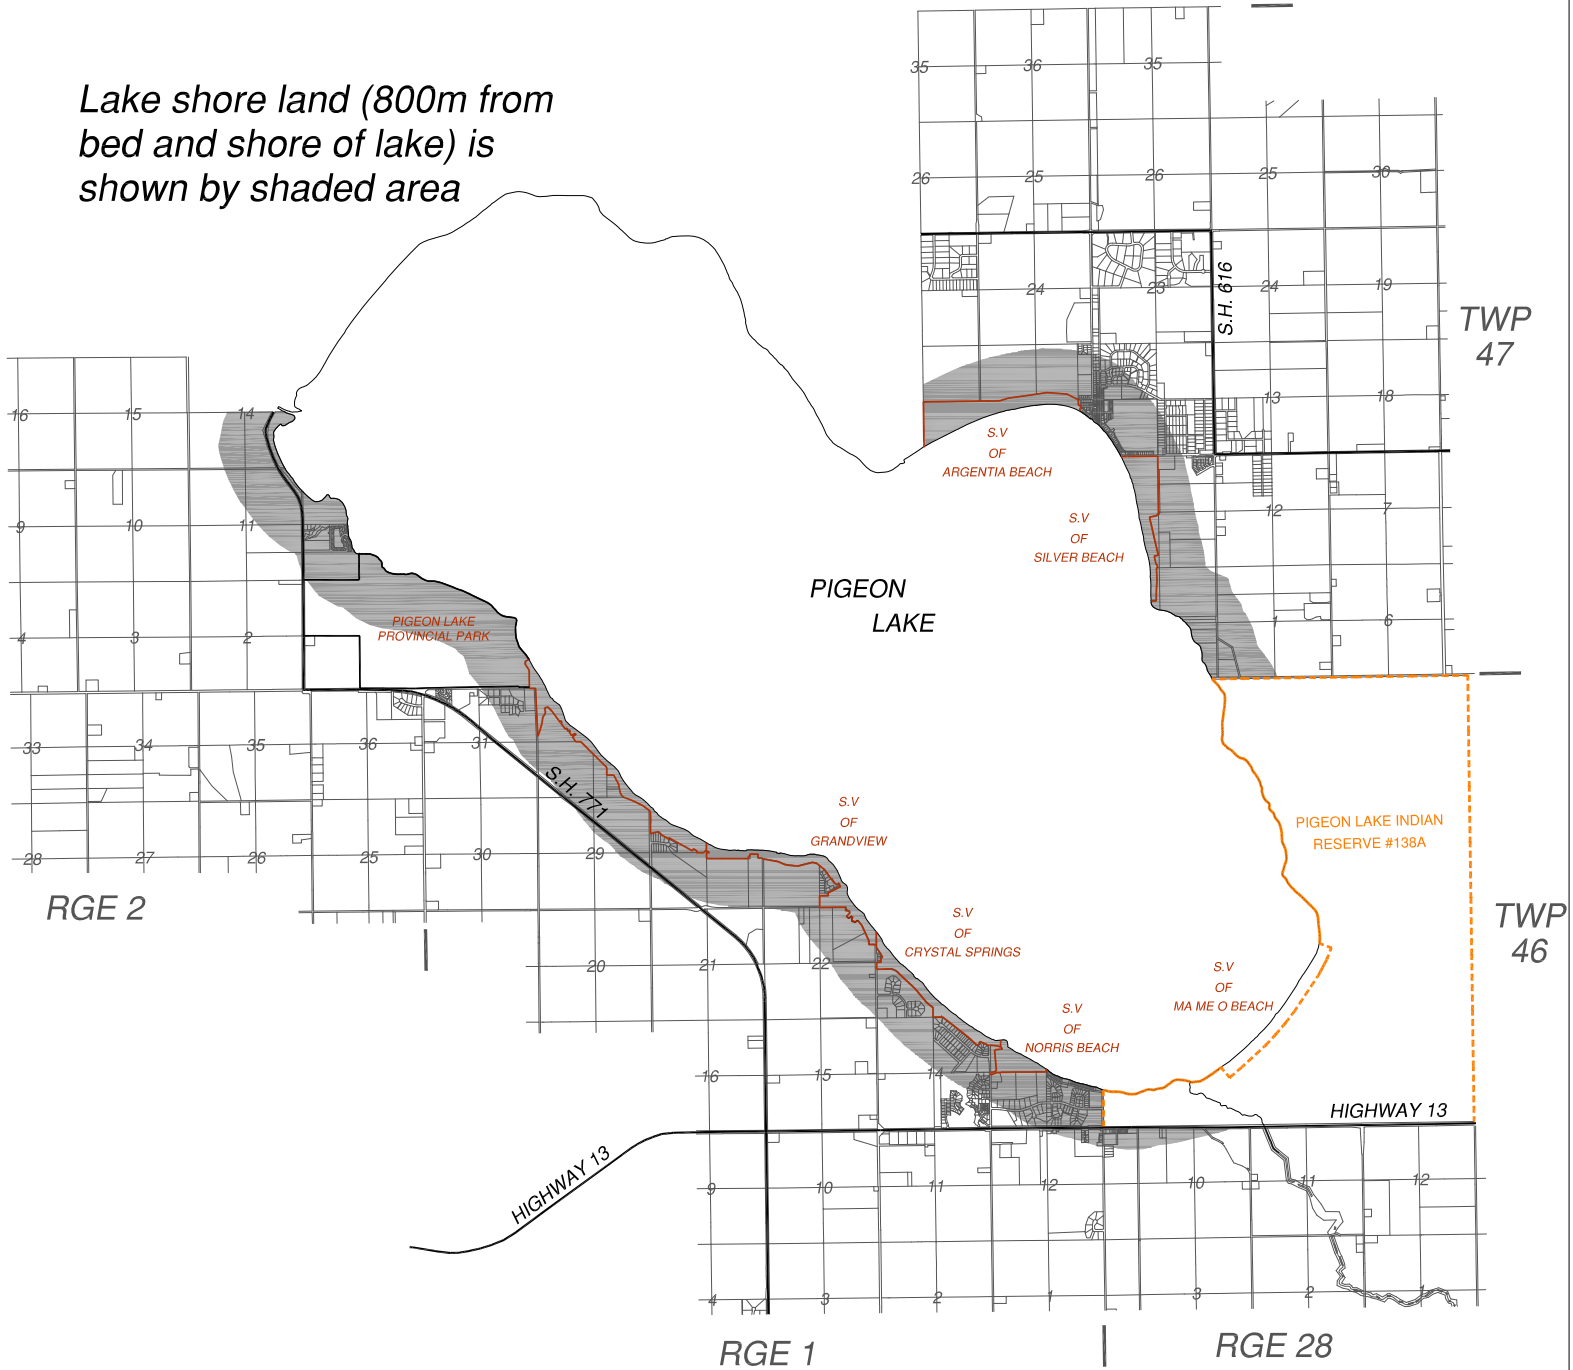 Lake shore land (800m from
bed and shore of lake) is
shown by shaded area
35
36
35
26
25
26
25
30
24
23
24
19
S.H. 616
TWP
47
13
18
16
15
14
S.V
OF
ARGENTIA BEACH
9
10
11
S.V
OF
SILVER BEACH
12
7
PIGEON
LAKE
4
3
2
PIGEON LAKE
PROVINCIAL PARK
1
6
33
34
35
36
31
S.H. 771
S.V
OF
GRANDVIEW
PIGEON LAKE INDIAN
RESERVE #138A
28
27
26
25
30
29
RGE 2
S.V
OF
CRYSTAL SPRINGS
TWP
46
20
21
22
S.V
OF
MA ME O BEACH
S.V
OF
NORRIS BEACH
16
15
14
HIGHWAY 13
HIGHWAY 13
9
10
11
12
10
11
12
4
3
2
1
3
2
1
RGE 1
RGE 28